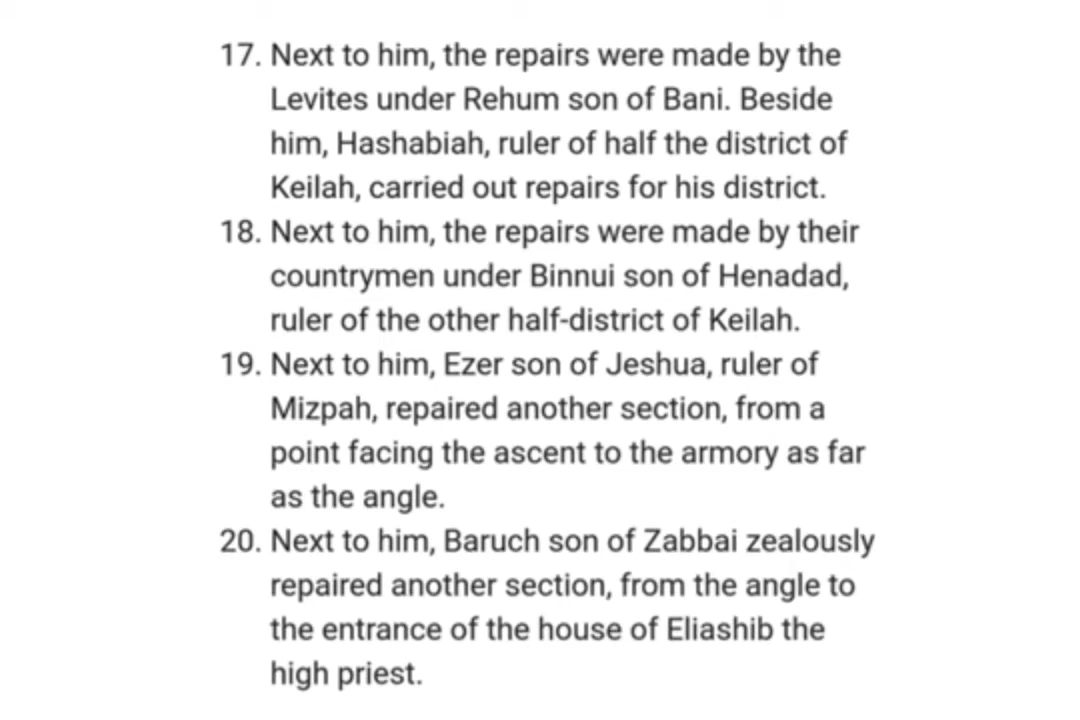 17. Next to him, the repairs were made by the
Levites under Rehum son of Bani. Beside
him, Hashabiah, ruler of half the district of
Keilah, carried out repairs for his district.
18. Next to him, the repairs were made by their
countrymen under Binnui son of Henadad,
ruler of the other half-district of Keilah.
19. Next to him, Ezer son of Jeshua, ruler of
Mizpah, repaired another section, from a
point facing the ascent to the armory as far
as the angle.
20. Next to him, Baruch son of Zabbai zealously
repaired another section, from the angle to
the entrance of the house of Eliashib the
high priest.